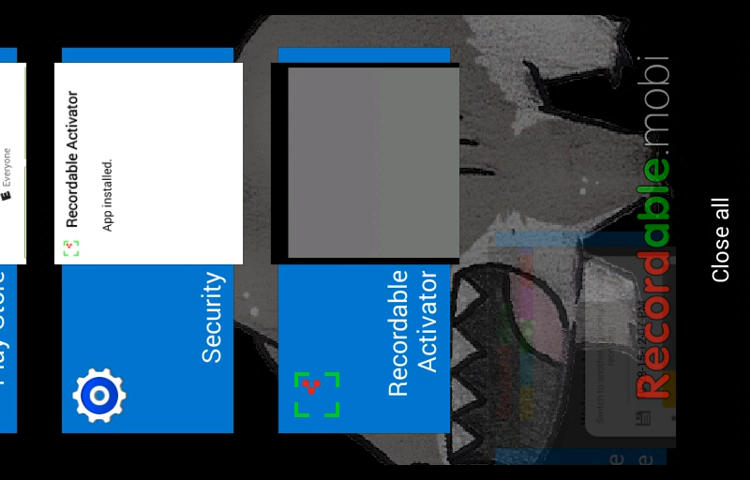 Recordable.mobi
Play Store
Everyone
Recordable Activator
App installed.
Security
Recordable
Activator
Close all